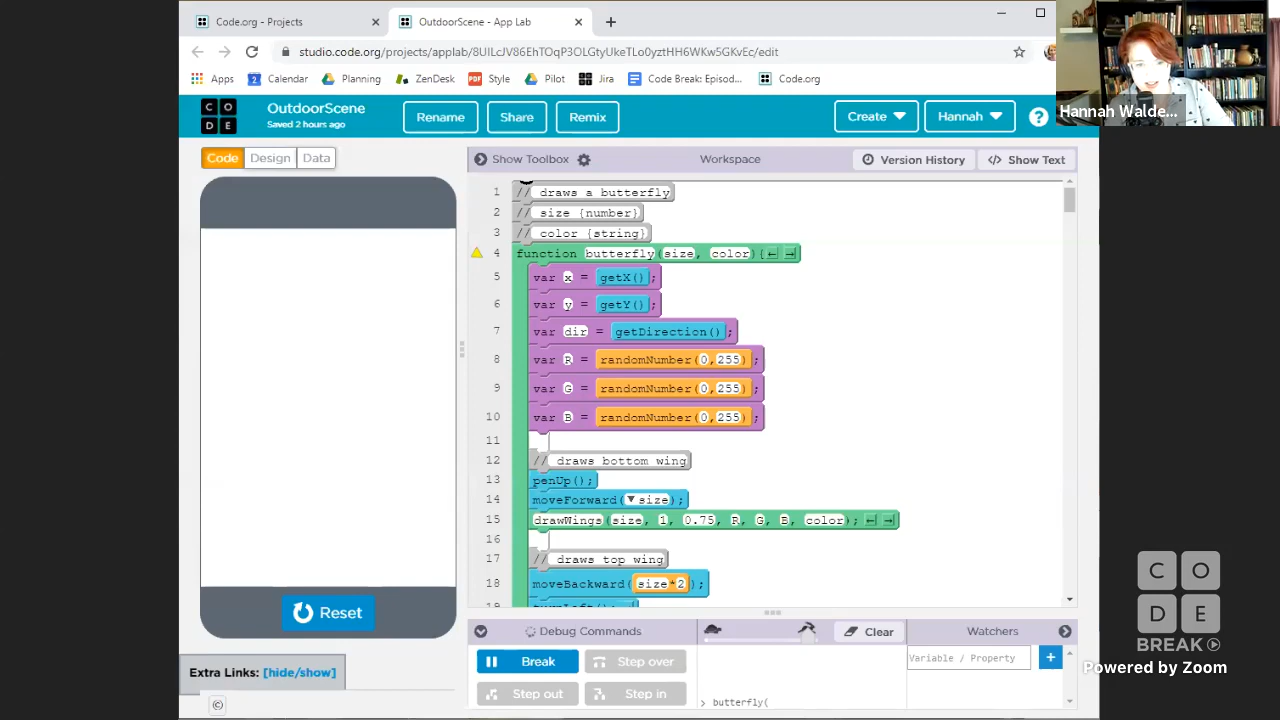 Code.org - Projects
OutdoorScene - App Lab
studio.code.org/projects/applab/8UILcJV86EhTOqP3OLGtyUkeTLo0yztHH6WKw5GKvEc/edit
Apps
Calendar
Planning
ZenDesk
PDF Style
Pilot
Jira
Code Break: Episod...
Code.org
Hannah Walde...
CODE
OutdoorScene
Saved 2 hours ago
Rename
Share
Remix
Create
Hannah
?
Code
Design
Data
Show Toolbox
Workspace
Version History
</> Show Text
1 // draws a butterfly
2 // size {number}
3 // color {string}
4 function butterfly(size, color){
5 var x = getX();
6 var y = getY();
7 var dir = getDirection();
8 var R = randomNumber(0,255);
9 var G = randomNumber(0,255);
10 var B = randomNumber(0,255);
11
12 // draws bottom wing
13 penUp();
14 moveForward(size);
15 drawWings(size, 1, 0.75, R, G, B, color);
16
17 // draws top wing
18 moveBackward(size*2);
Reset
Extra Links: [hide/show]
©
Debug Commands
Clear
Watchers
Break
Step over
Step out
Step in
Variable / Property
+
> butterfly(
CODE
BREAK
Powered by Zoom